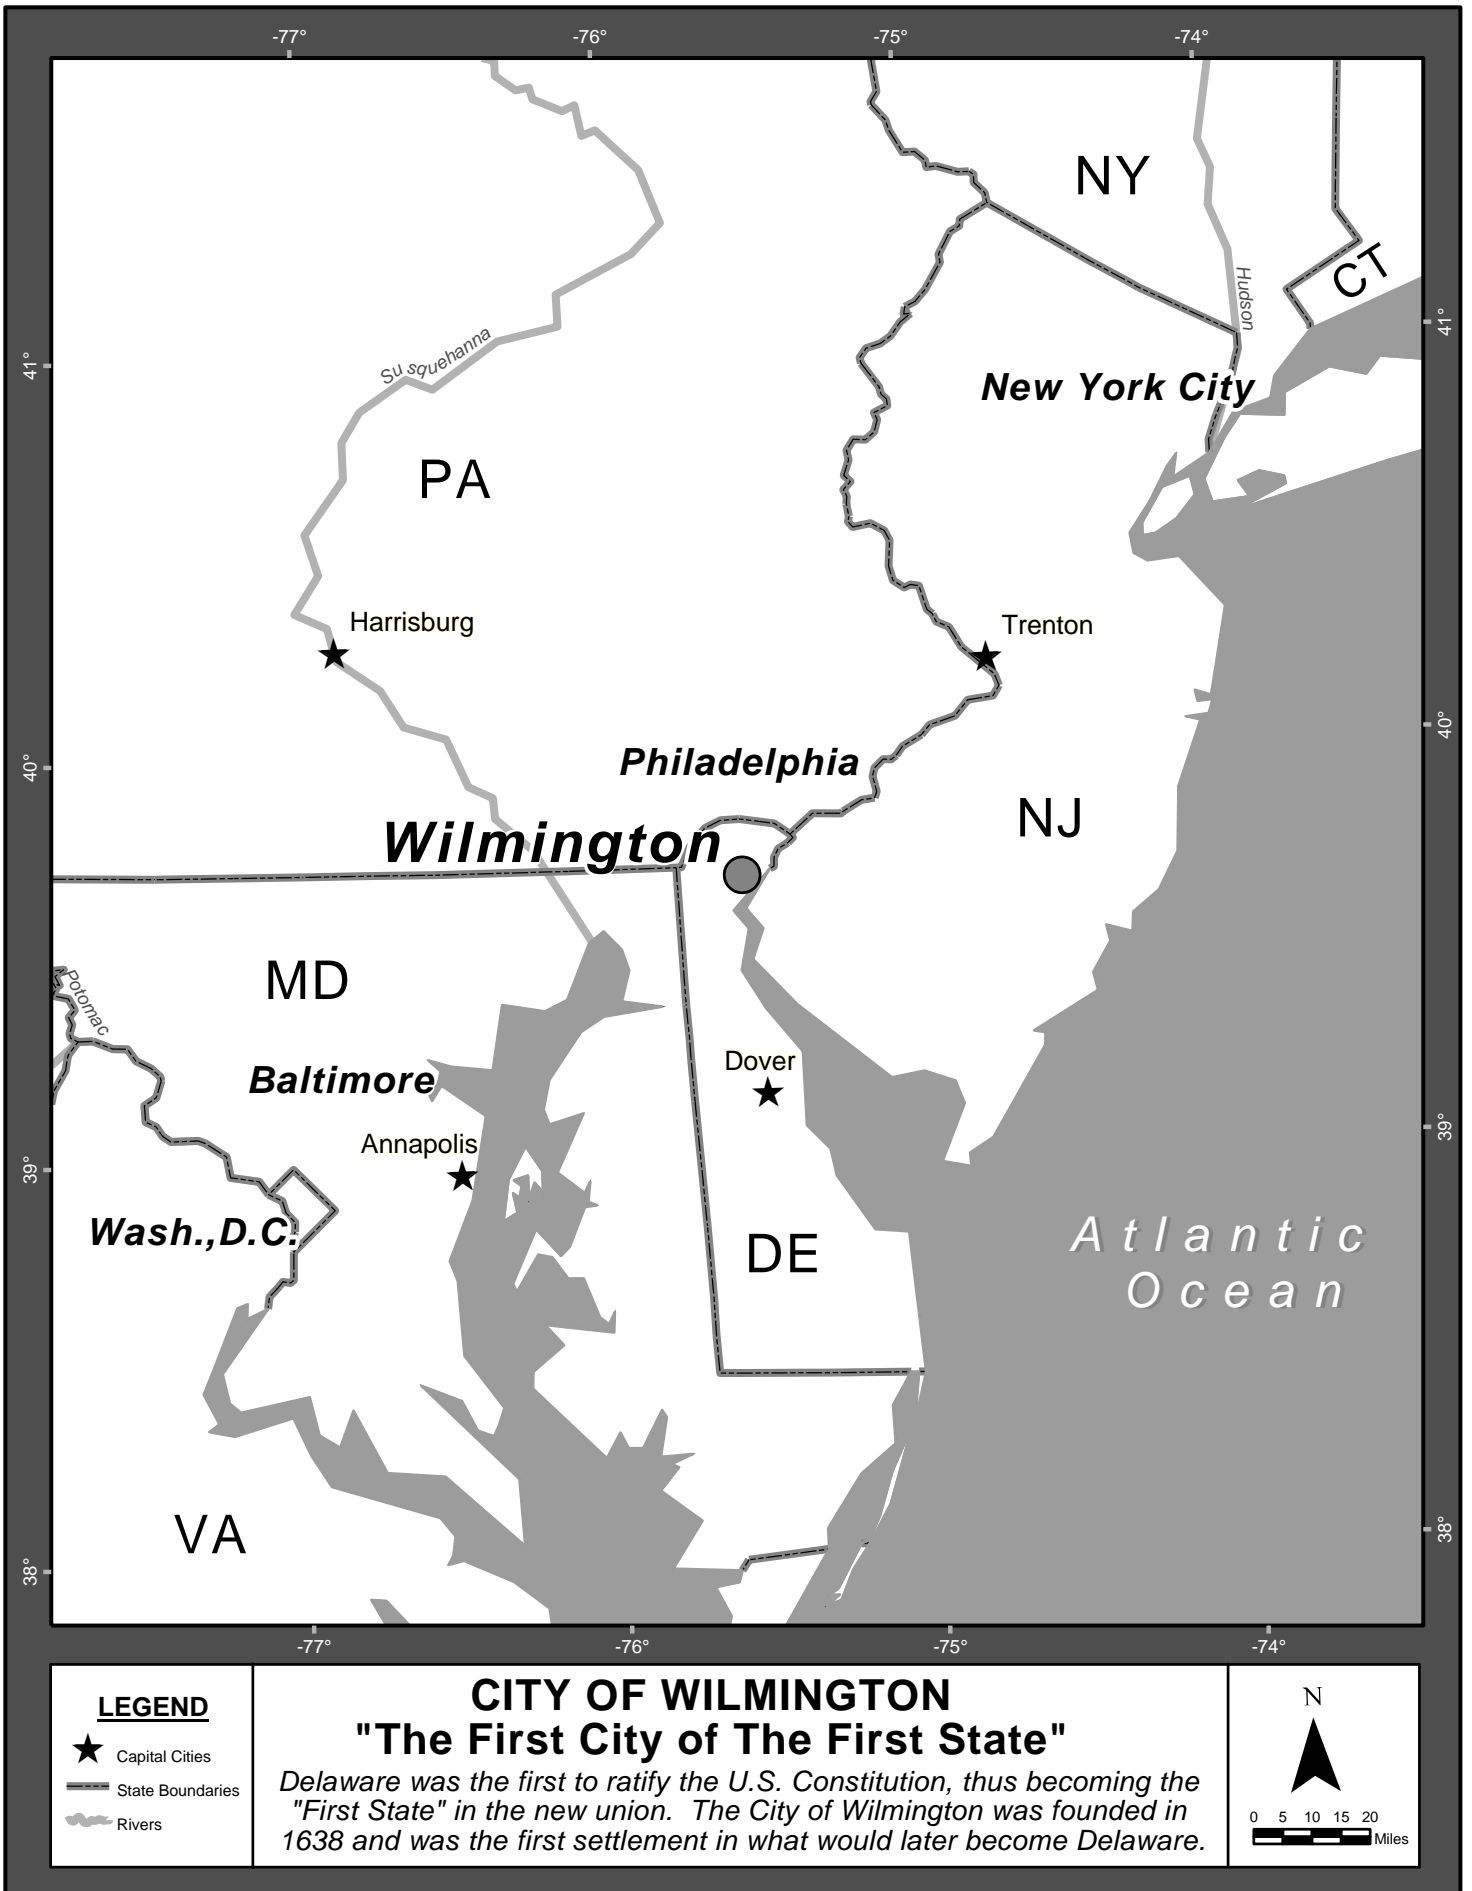 -77°
-76°
-75°
-74°
NY
CT
Hudson
41°
41°
Susquehanna
New York City
PA
Harrisburg
Trenton
40°
40°
Philadelphia
NJ
Wilmington
MD
Potomac
Dover
Baltimore
39°
Annapolis
39°
Wash.,D.C.
DE
Atlantic
Ocean
VA
38°
38°
-77°
-76°
-75°
-74°
LEGEND
Capital Cities
State Boundaries
Rivers
CITY OF WILMINGTON
"The First City of The First State"
Delaware was the first to ratify the U.S. Constitution, thus becoming the
"First State" in the new union. The City of Wilmington was founded in
1638 and was the first settlement in what would later become Delaware.
N
0 5 10 15 20
Miles